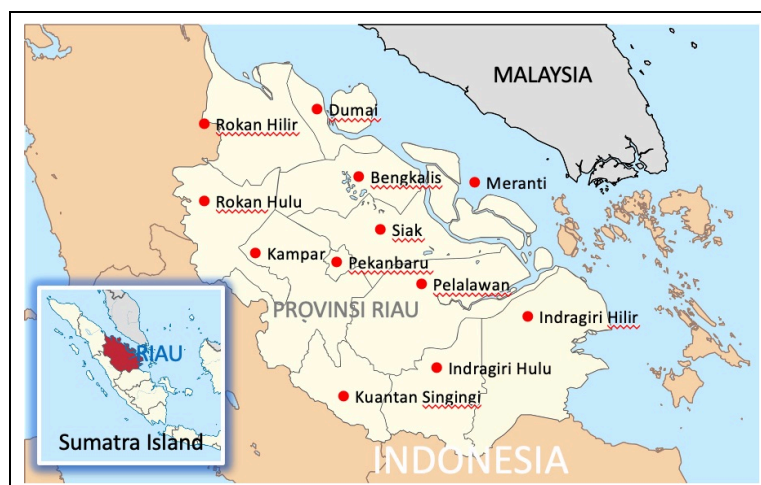 MALAYSIA
Dumai
Rokan Hilir
Bengkalis
Meranti
Rokan Hulu
Siak
Kampar
Pekanbaru
Pelalawan
PROVINSI RIAU
Indragiri Hilir
RIAU
Indragiri Hulu
Kuantan Singingi
Sumatra Island
INDONESIA